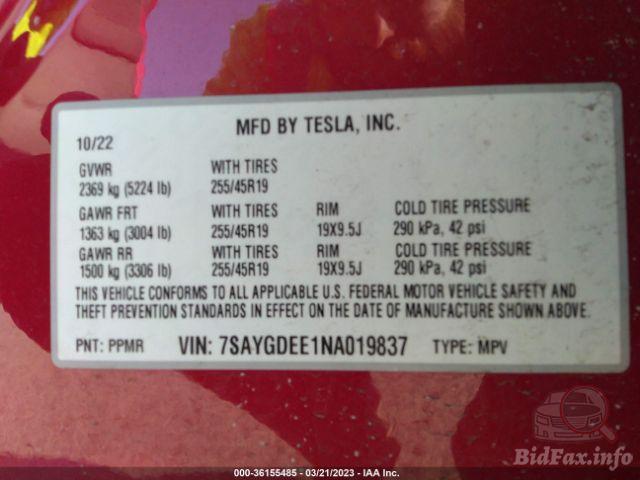 MFD BY TESLA, INC.
10/22
GVWR WITH TIRES
2369 kg (5224 lb) 255/45R19
GAWR FRT WITH TIRES RIM COLD TIRE PRESSURE
1363 kg (3004 lb) 255/45R19 19X9.5J 290 kPa, 42 psi
GAWR RR WITH TIRES RIM COLD TIRE PRESSURE
1500 kg (3306 lb) 255/45R19 19X9.5J 290 kPa, 42 psi
THIS VEHICLE CONFORMS TO ALL APPLICABLE U.S. FEDERAL MOTOR VEHICLE SAFETY AND
THEFT PREVENTION STANDARDS IN EFFECT ON THE DATE OF MANUFACTURE SHOWN ABOVE.
PNT: PPMR VIN: 7SAYGDEE1NA019837 TYPE: MPV
BidFax.info
000-36155485 - 03/21/2023 - IAA Inc.